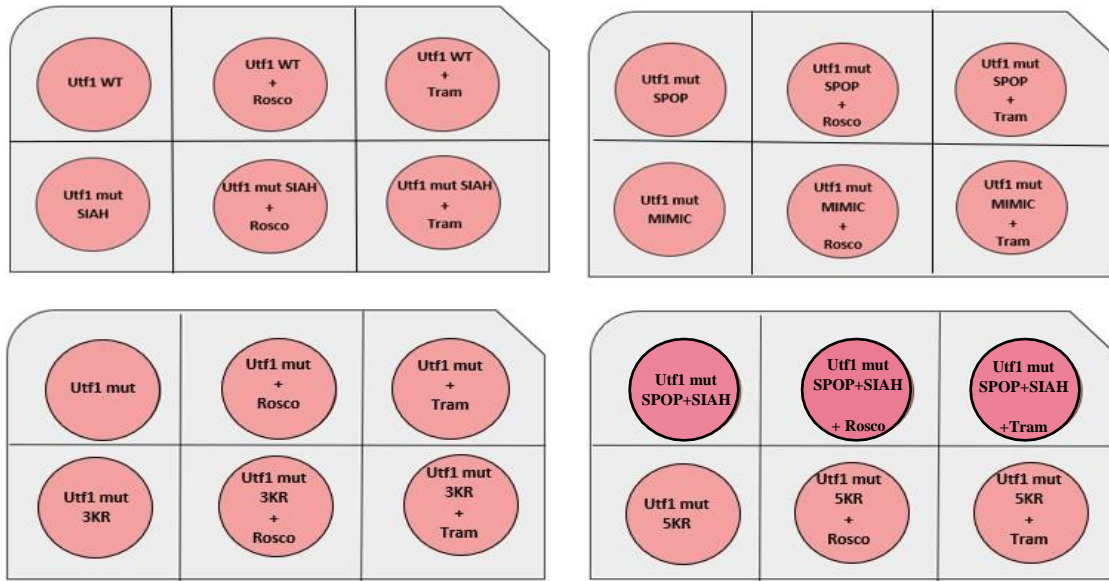 Utf1 WT
Utf1 WT
+
Rosco
Utf1 WT
+
Tram
Utf1 mut
SIAH
Utf1 mut SIAH
+
Rosco
Utf1 mut SIAH
+
Tram
Utf1 mut
SPOP
Utf1 mut
SPOP
+
Rosco
Utf1 mut
SPOP
+
Tram
Utf1 mut
MIMIC
Utf1 mut
MIMIC
+
Rosco
Utf1 mut
MIMIC
+
Tram
Utf1 mut
Utf1 mut
+
Rosco
Utf1 mut
+
Tram
Utf1 mut
3KR
Utf1 mut
3KR
+
Rosco
Utf1 mut
3KR
+
Tram
Utf1 mut
SPOP+SIAH
Utf1 mut
SPOP+SIAH
+ Rosco
Utf1 mut
SPOP+SIAH
+Tram
Utf1 mut
5KR
Utf1 mut
5KR
+
Rosco
Utf1 mut
5KR
+
Tram